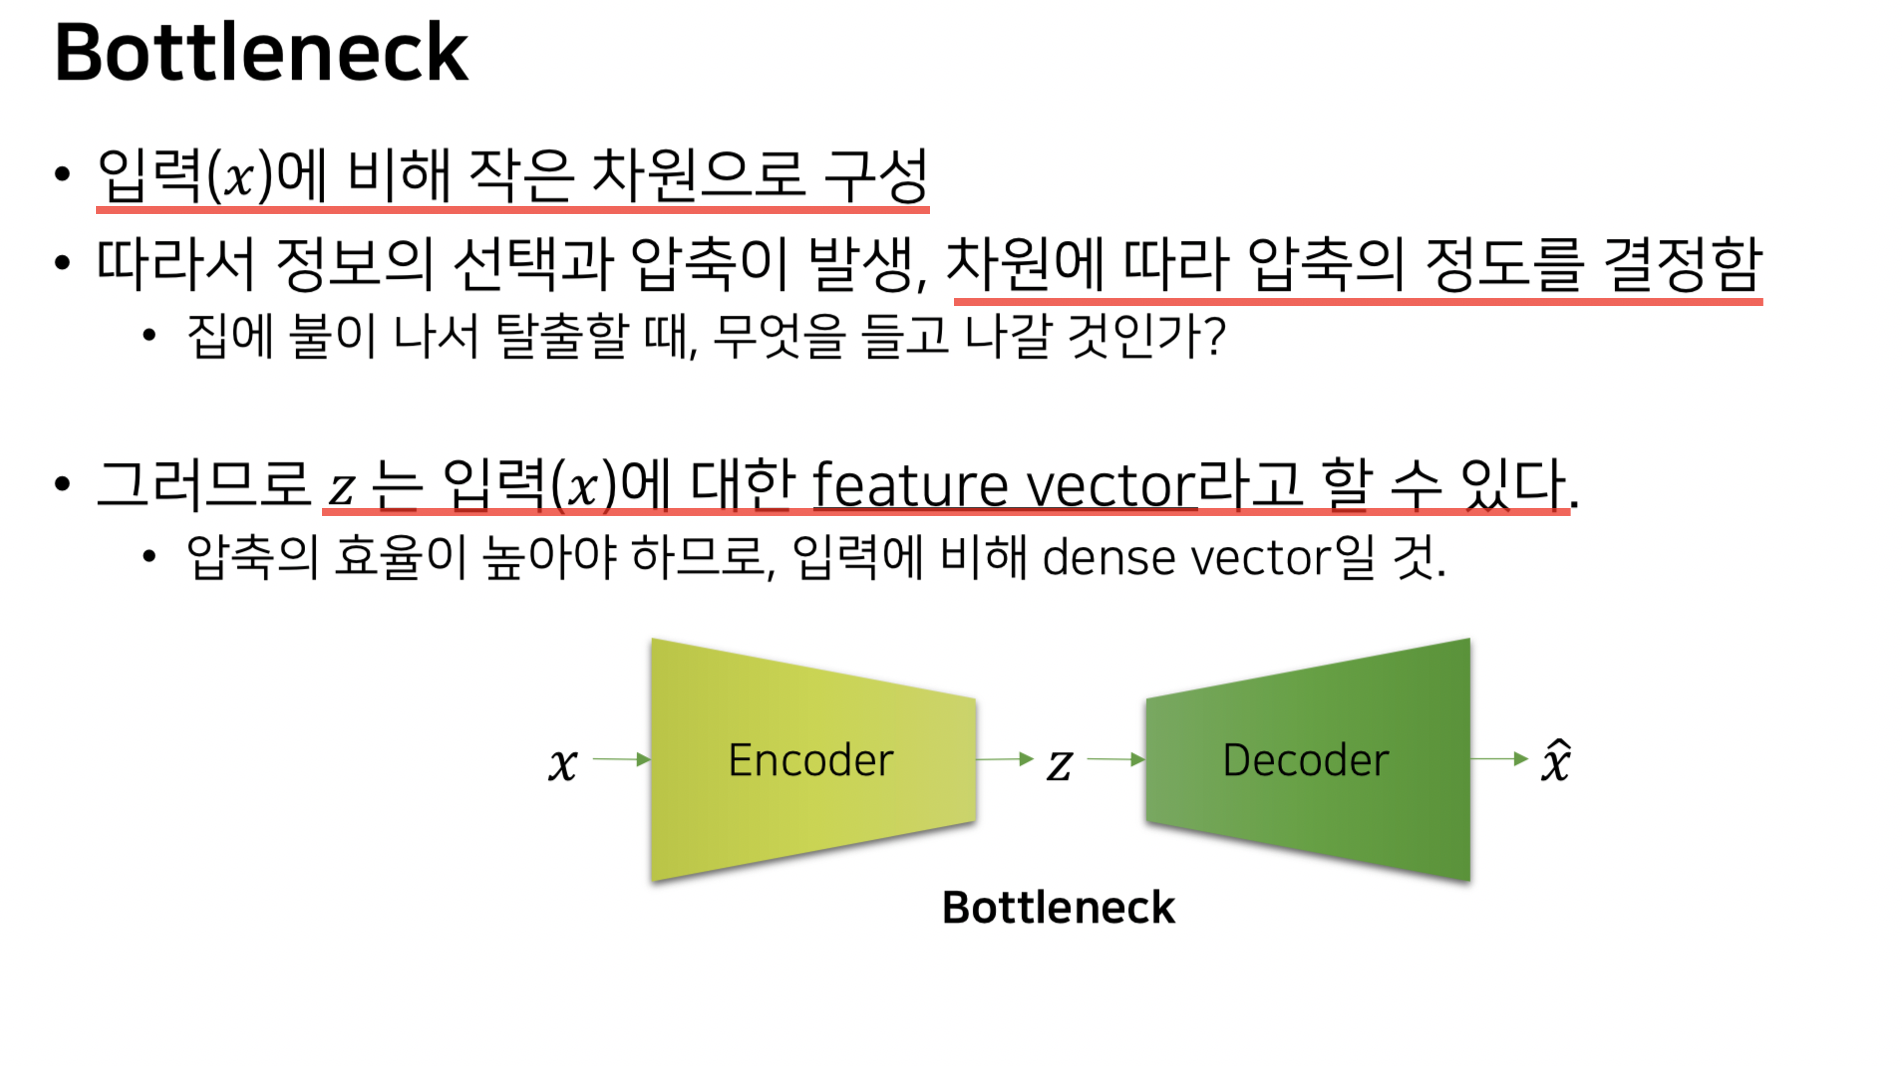 Bottleneck
• 입력(x)에 비해 작은 차원으로 구성
• 따라서 정보의 선택과 압축이 발생, 차원에 따라 압축의 정도를 결정함
• 집에 불이 나서 탈출할 때, 무엇을 들고 나갈 것인가?
• 그러므로 z 는 입력(x)에 대한 feature vector라고 할 수 있다.
• 압축의 효율이 높아야 하므로, 입력에 비해 dense vector일 것.
x Encoder z Decoder x̂
Bottleneck